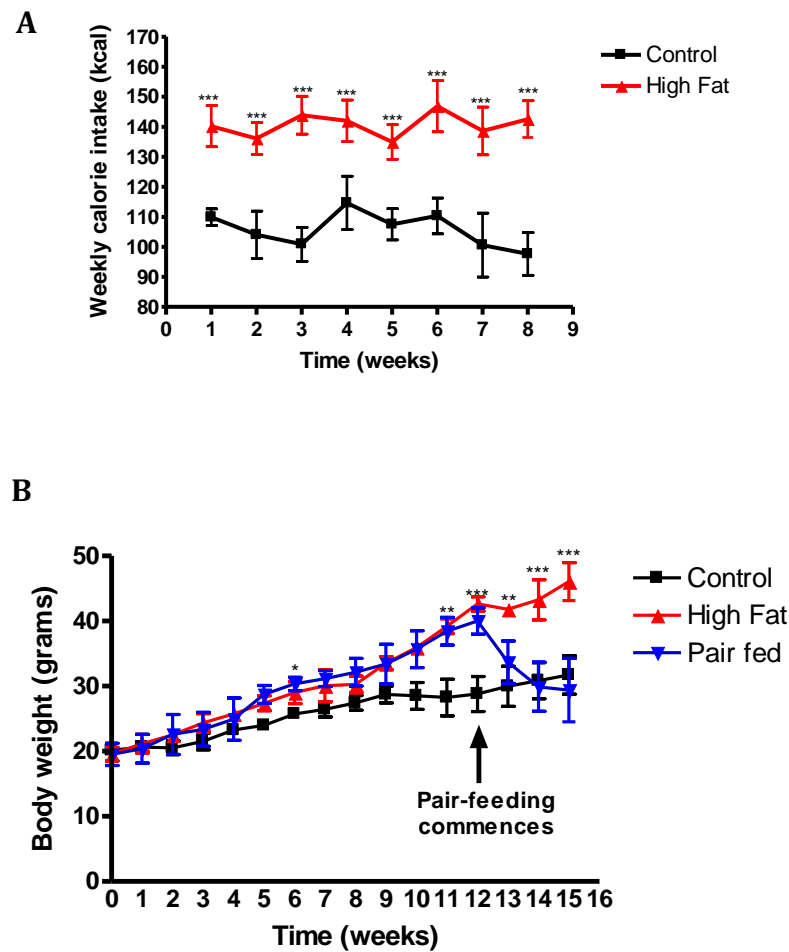 A
Weekly calorie intake (kcal)
170
160
150
140
130
120
110
100
90
80
*** *** *** *** *** *** *** ***
0 1 2 3 4 5 6 7 8 9
Time (weeks)
Control
High Fat
B
Body weight (grams)
50
40
30
20
10
0
* ** *** ** *** ***
Pair-feeding
commences
0 1 2 3 4 5 6 7 8 9 10 11 12 13 14 15 16
Time (weeks)
Control
High Fat
Pair fed